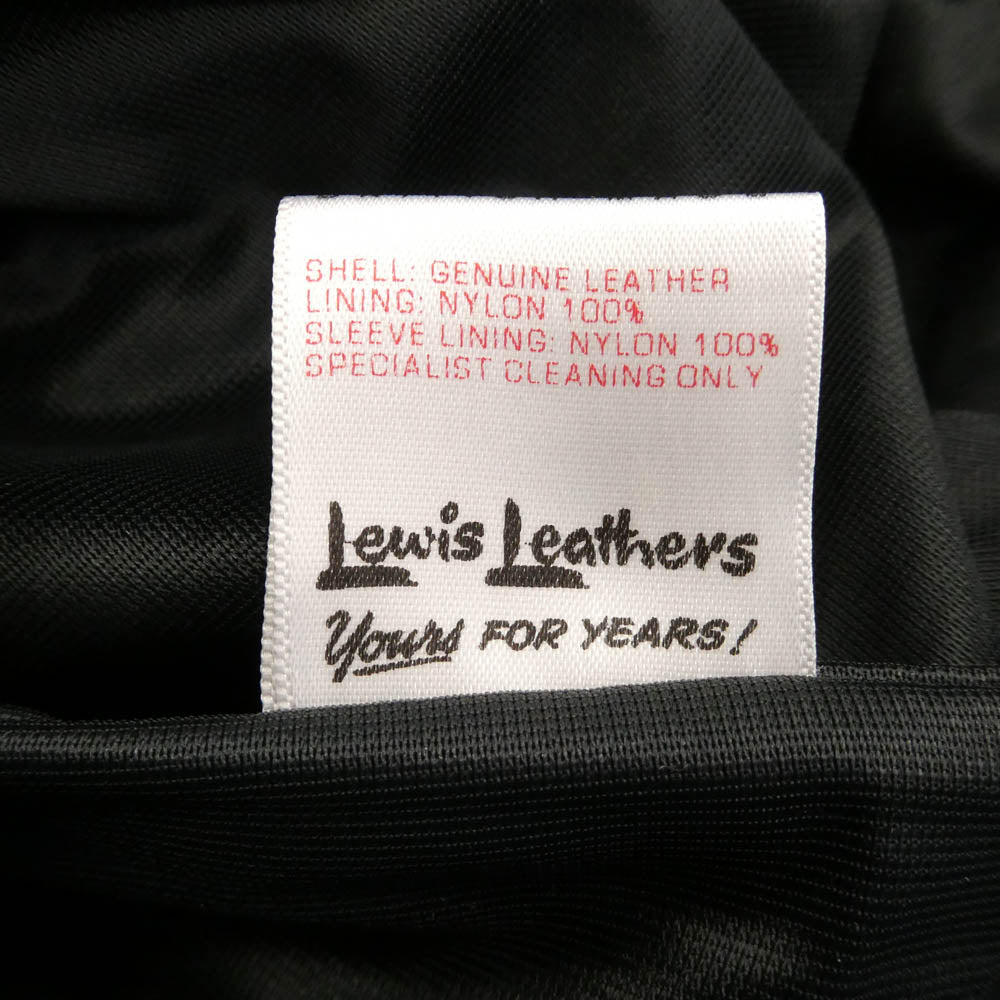 SHELL: GENUINE LEATHER
LINING: NYLON 100%
SLEEVE LINING: NYLON 100%
SPECIALIST CLEANING ONLY
Lewis Leathers
Yours FOR YEARS!